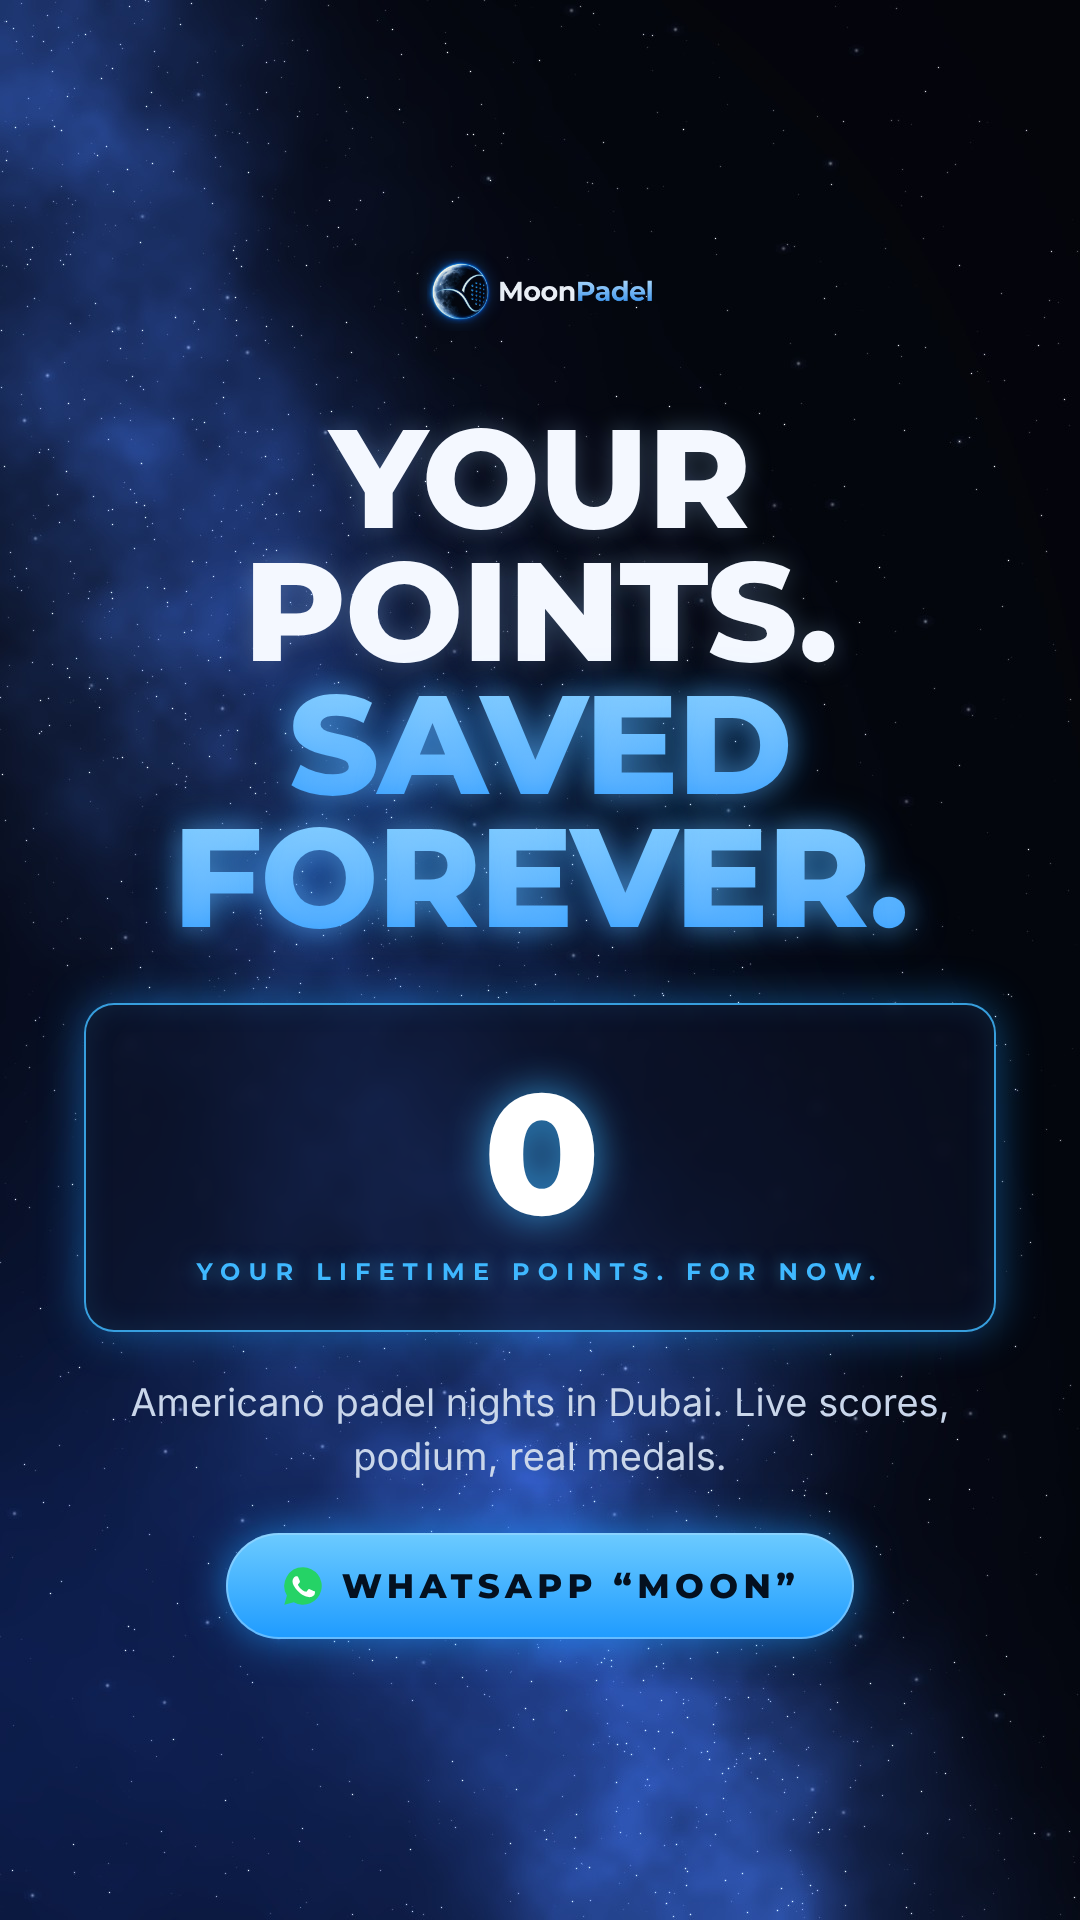 MoonPadel
YOUR
POINTS.
SAVED
FOREVER.
0
YOUR LIFETIME POINTS. FOR NOW.
Americano padel nights in Dubai. Live scores,
podium, real medals.
WHATSAPP “MOON”